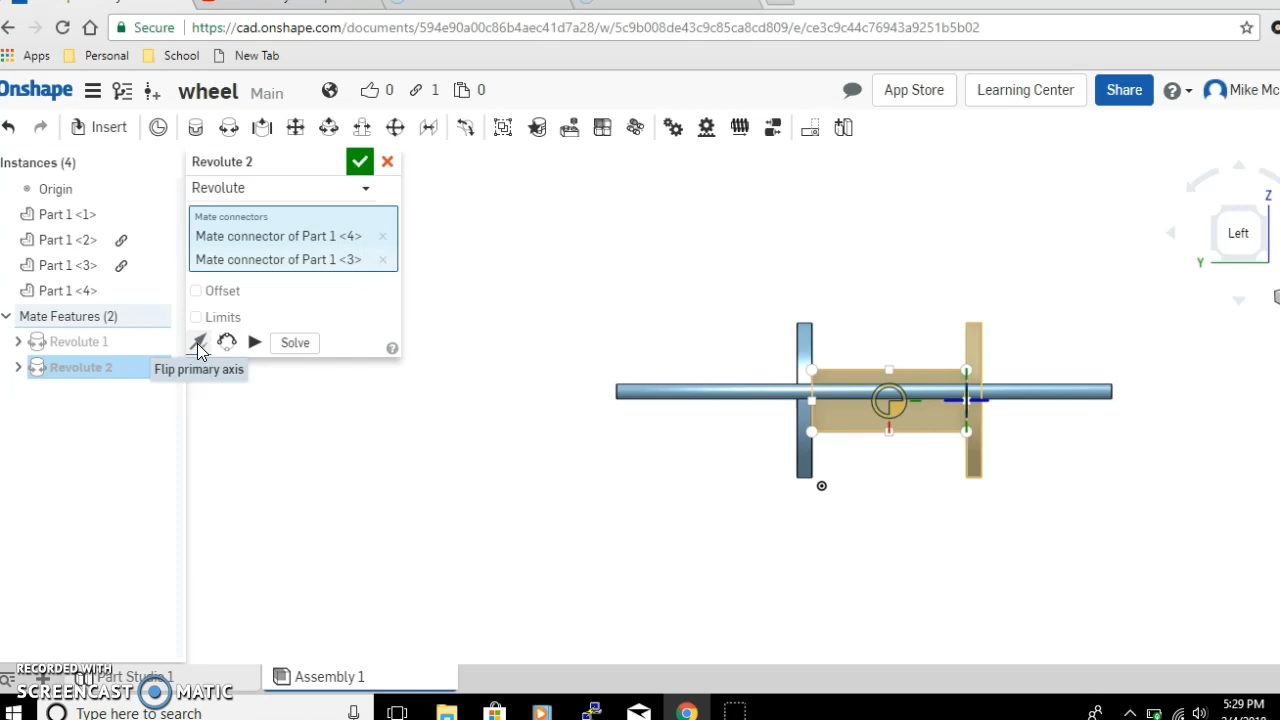 Secure https://cad.onshape.com/documents/594e90a00c86b4aec41d7a28/w/5c9b008de43c9c85ca8cd809/e/ce3c9c44c76943a9251b5b02
Apps Personal School New Tab
Onshape wheel Main 0 1 0 App Store Learning Center Share Mike Mc
Insert
Instances (4)
Origin
Part 1 <1>
Part 1 <2>
Part 1 <3>
Part 1 <4>
Mate Features (2)
Revolute 1
Revolute 2
Revolute 2
Revolute
Mate connectors
Mate connector of Part 1 <4>
Mate connector of Part 1 <3>
Offset
Limits
Solve
Flip primary axis
Left
Z
Y
RECORDED WITH
SCREENCAST MATIC
Part Studio 1
Assembly 1
Type here to search
5:29 PM